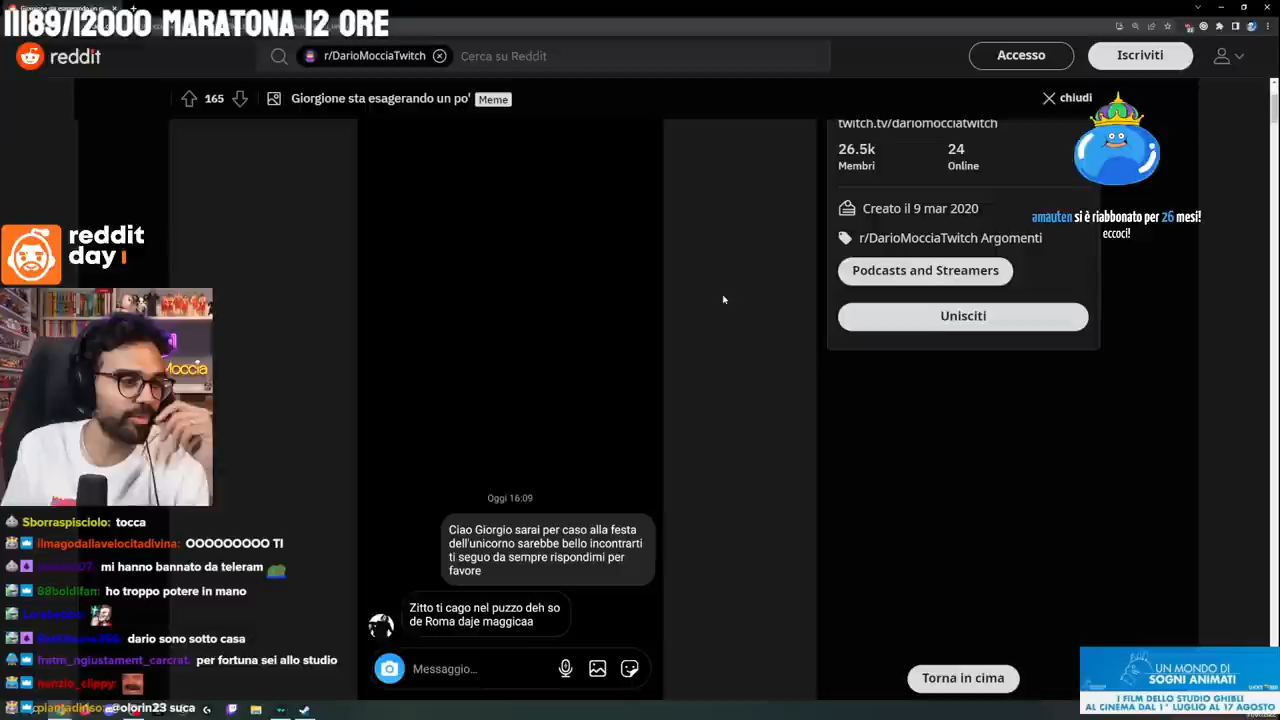 11189/12000 MARATONA 12 ORE
reddit
r/DarioMocciaTwitch
Cerca su Reddit
Accesso
Iscriviti
165
Giorgione sta esagerando un po'
Meme
chiudi
twitch.tv/dariomocciatwitch
26.5k
24
Membri
Online
Creato il 9 mar 2020
r/DarioMocciaTwitch Argomenti
Podcasts and Streamers
Unisciti
amauten si è riabbonato per 26 mesi!
eccoci!
reddit
day
Moccia
Oggi 16:09
Ciao Giorgio sarai per caso alla festa
dell'unicorno sarebbe bello incontrarti
ti seguo da sempre rispondimi per
favore
Zitto ti cago nel puzzo deh so
de Roma daje maggicaa
Messaggio...
Sborraspisciolo: tocca
ilmagodallavelocitadivina: OOOOOOOOO TI
mi hanno bannato da teleram
88boldifan: ho troppo potere in mano
dario sono sotto casa
fratm_ngiustament_carcrat: per fortuna sei allo studio
nunzio_clippy:
piantadinso: @olorin23 suca
Torna in cima
UN MONDO DI
SOGNI ANIMATI
I FILM DELLO STUDIO GHIBLI
AL CINEMA DAL 1° LUGLIO AL 17 AGOSTO